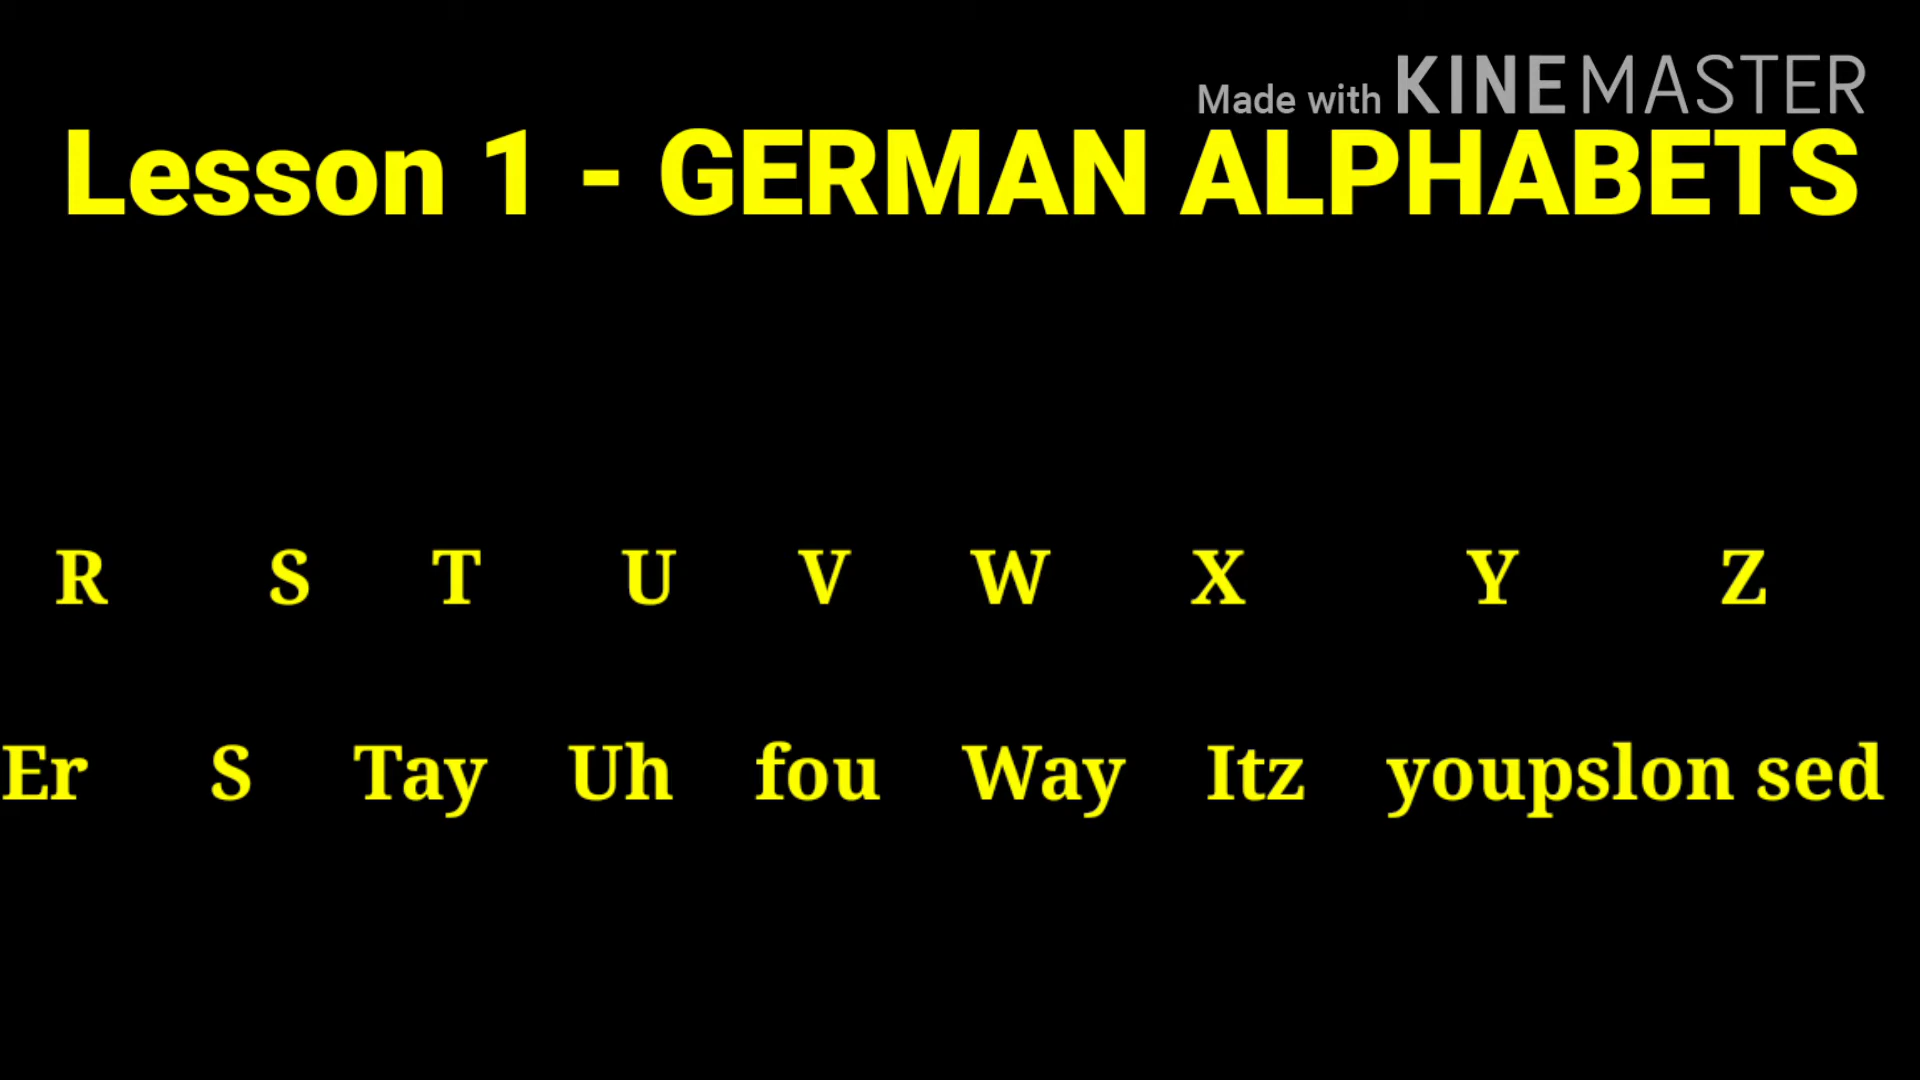 Made with KINEMASTER
Lesson 1 - GERMAN ALPHABETS
R S T U V W X Y Z
Er S Tay Uh fou Way Itz youpslon sed